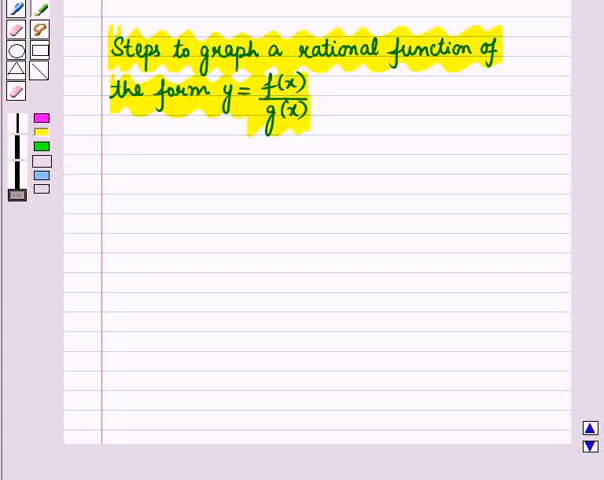 Steps to graph a rational function of
the form y = f(x)/g(x)